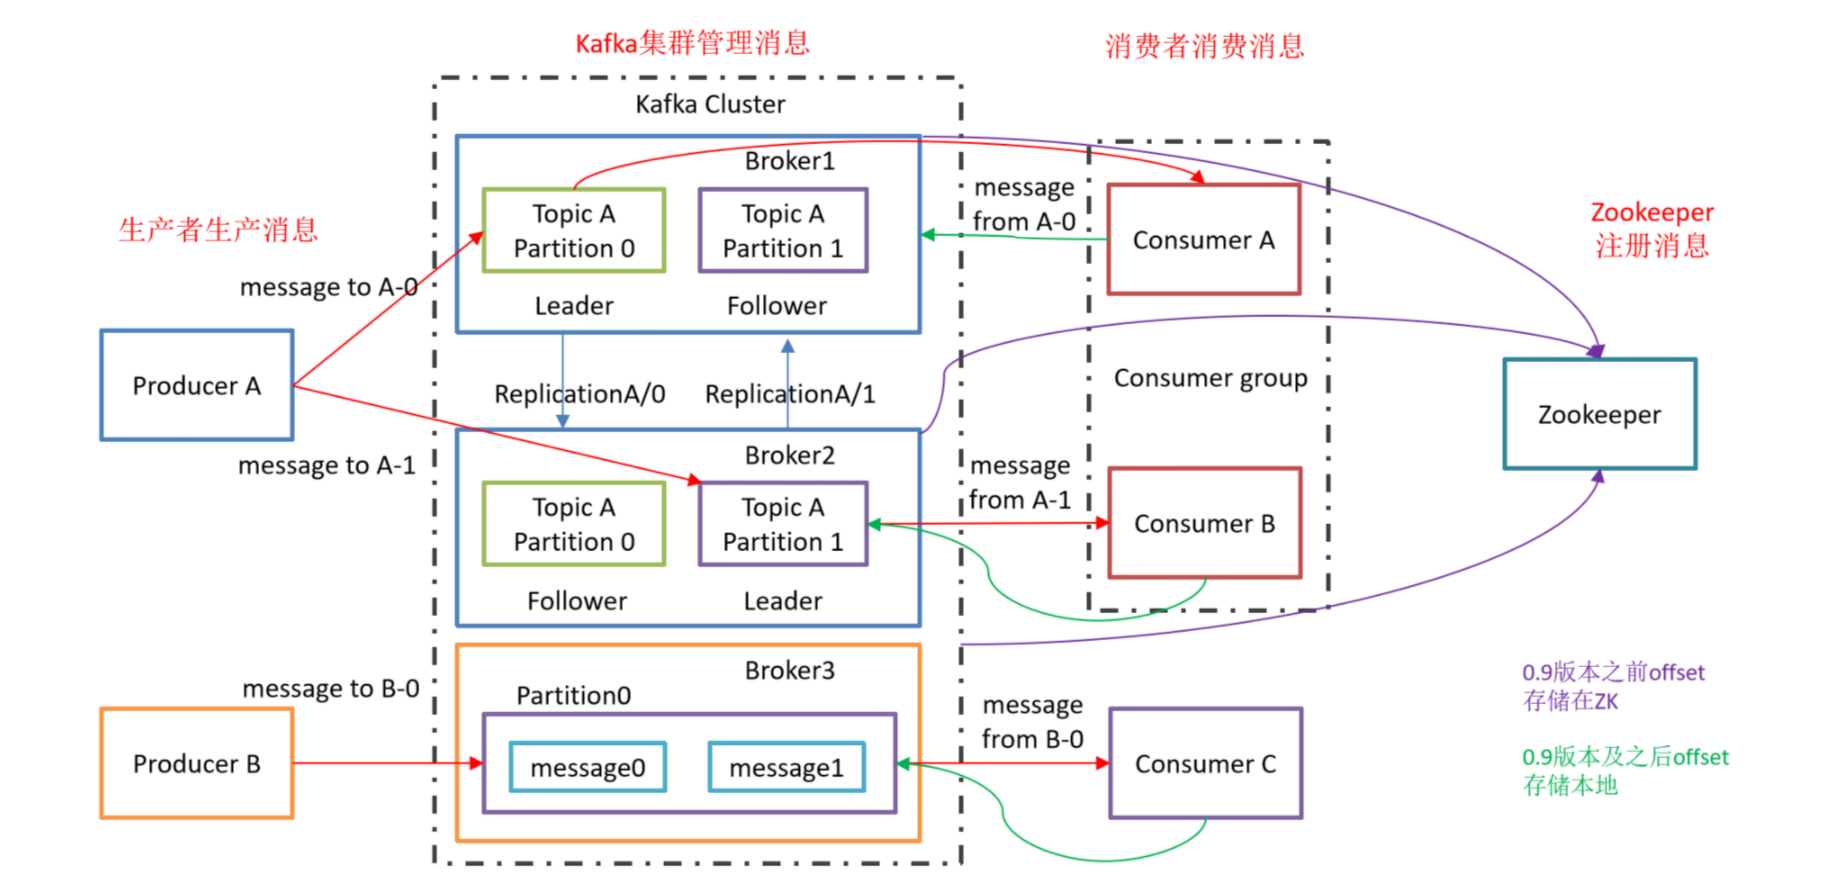 Kafka集群管理消息
消费者消费消息
Kafka Cluster
Broker1
Topic A
Partition 0
Topic A
Partition 1
Leader
Follower
message
from A-0
Consumer A
Zookeeper
注册消息
生产者生产消息
message to A-0
Producer A
message to A-1
ReplicationA/0
ReplicationA/1
Consumer group
Zookeeper
Broker2
Topic A
Partition 0
Topic A
Partition 1
Follower
Leader
message
from A-1
Consumer B
message to B-0
Producer B
Broker3
Partition0
message0
message1
message
from B-0
Consumer C
0.9版本之前offset
存储在ZK
0.9版本及之后offset
存储本地